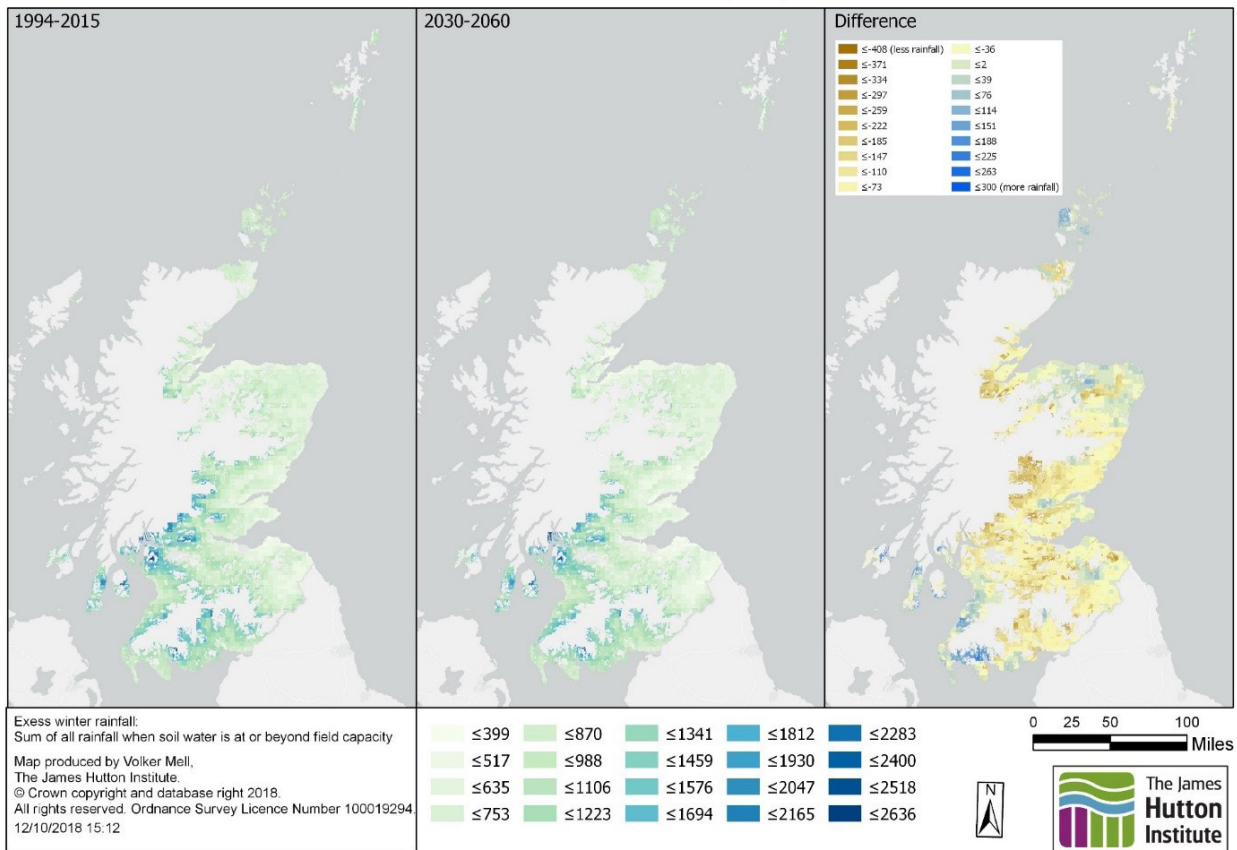 1994-2015
2030-2060
Difference
≤-408 (less rainfall)
≤-371
≤-334
≤-297
≤-259
≤-222
≤-185
≤-147
≤-110
≤-73
≤-36
≤2
≤39
≤76
≤114
≤151
≤188
≤225
≤263
≤300 (more rainfall)
Exess winter rainfall:
Sum of all rainfall when soil water is at or beyond field capacity
Map produced by Volker Mell,
The James Hutton Institute.
© Crown copyright and database right 2018.
All rights reserved. Ordnance Survey Licence Number 100019294.
12/10/2018 15:12
≤399
≤517
≤635
≤753
≤870
≤988
≤1106
≤1223
≤1341
≤1459
≤1576
≤1694
≤1812
≤1930
≤2047
≤2165
≤2283
≤2400
≤2518
≤2636
0 25 50 100
Miles
N
The James
Hutton
Institute